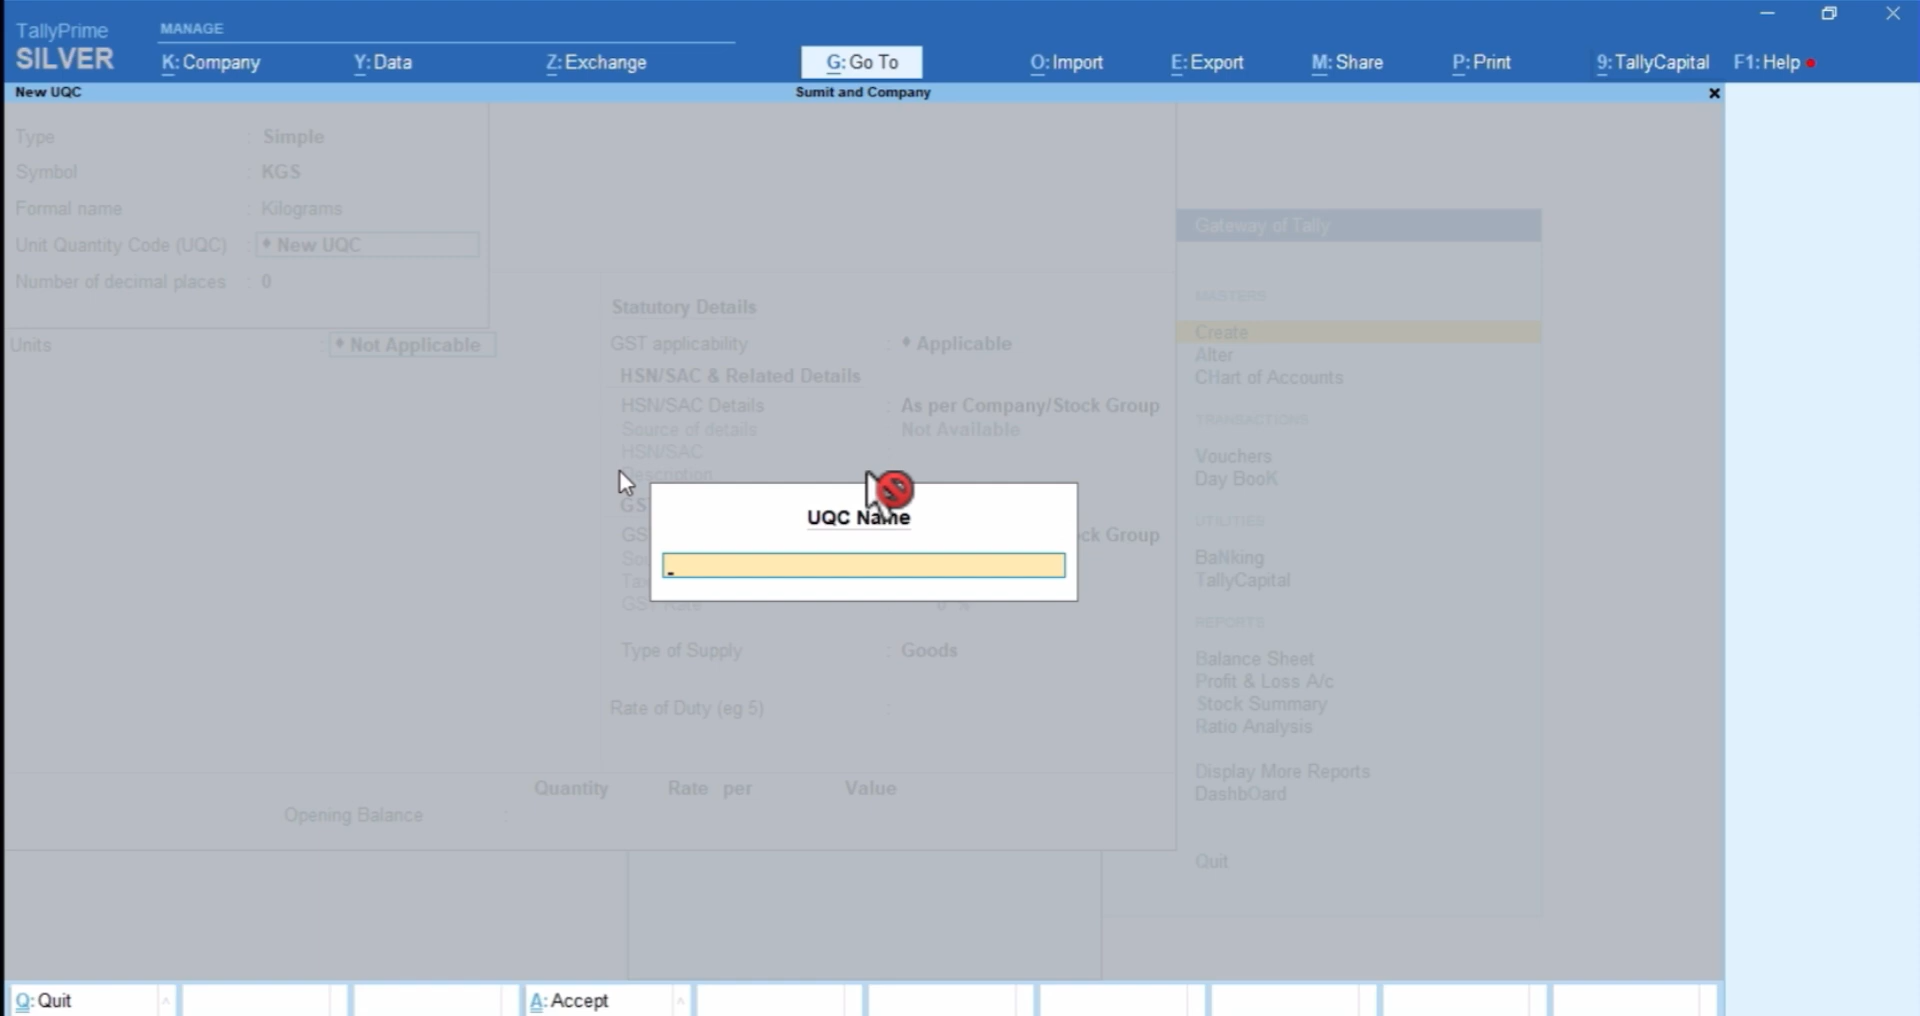 TallyPrime
SILVER
MANAGE
K: Company
Y: Data
Z: Exchange
G: Go To
O: Import
E: Export
M: Share
P: Print
9: TallyCapital
F1: Help
New UQC
Sumit and Company
Type : Simple
Symbol : KGS
Formal name : Kilograms
Unit Quantity Code (UQC) : ♦ New UQC
Number of decimal places : 0
Units : ♦ Not Applicable
Statutory Details
GST applicability : ♦ Applicable
HSN/SAC & Related Details
HSN/SAC Details : As per Company/Stock Group
Source of details Not Available
HSN/SAC :
Description
UQC Name
ck Group
GST Rate 0 %
Type of Supply : Goods
Rate of Duty (eg 5) :
Quantity Rate per Value
Opening Balance :
Gateway of Tally
MASTERS
Create
Alter
CHart of Accounts
TRANSACTIONS
Vouchers
Day BooK
UTILITIES
BaNking
TallyCapital
REPORTS
Balance Sheet
Profit & Loss A/c
Stock Summary
Ratio Analysis
Display More Reports
DashbOard
Quit
Q: Quit
A: Accept